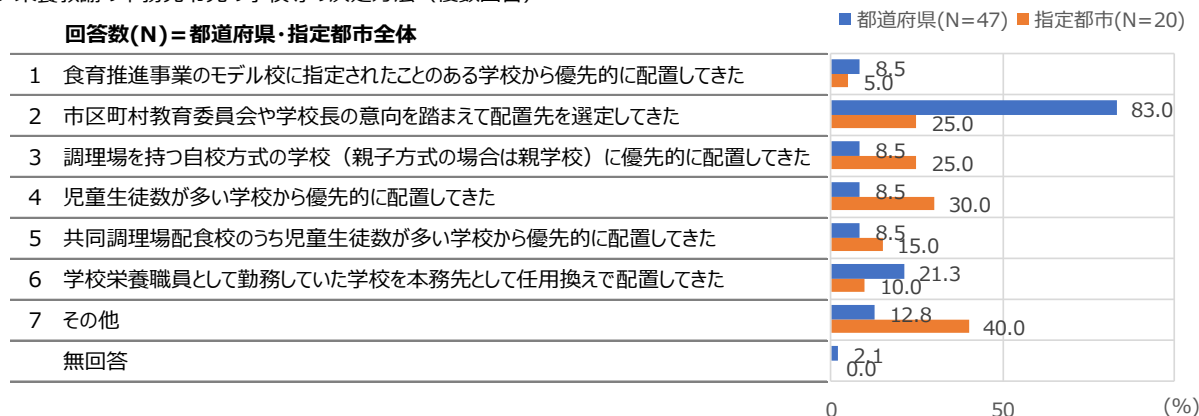 ■ 都道府県(N=47) ■ 指定都市(N=20)
回答数(N)=都道府県・指定都市全体
1 食育推進事業のモデル校に指定されたことのある学校から優先的に配置してきた 8.5 5.0
2 市区町村教育委員会や学校長の意向を踏まえて配置先を選定してきた 83.0 25.0
3 調理場を持つ自校方式の学校（親子方式の場合は親学校）に優先的に配置してきた 8.5 25.0
4 児童生徒数が多い学校から優先的に配置してきた 8.5 30.0
5 共同調理場配食校のうち児童生徒数が多い学校から優先的に配置してきた 8.5 15.0
6 学校栄養職員として勤務していた学校を本務先として任用換えで配置してきた 21.3 10.0
7 その他 12.8 40.0
無回答 2.1 0.0
0 50 (%)